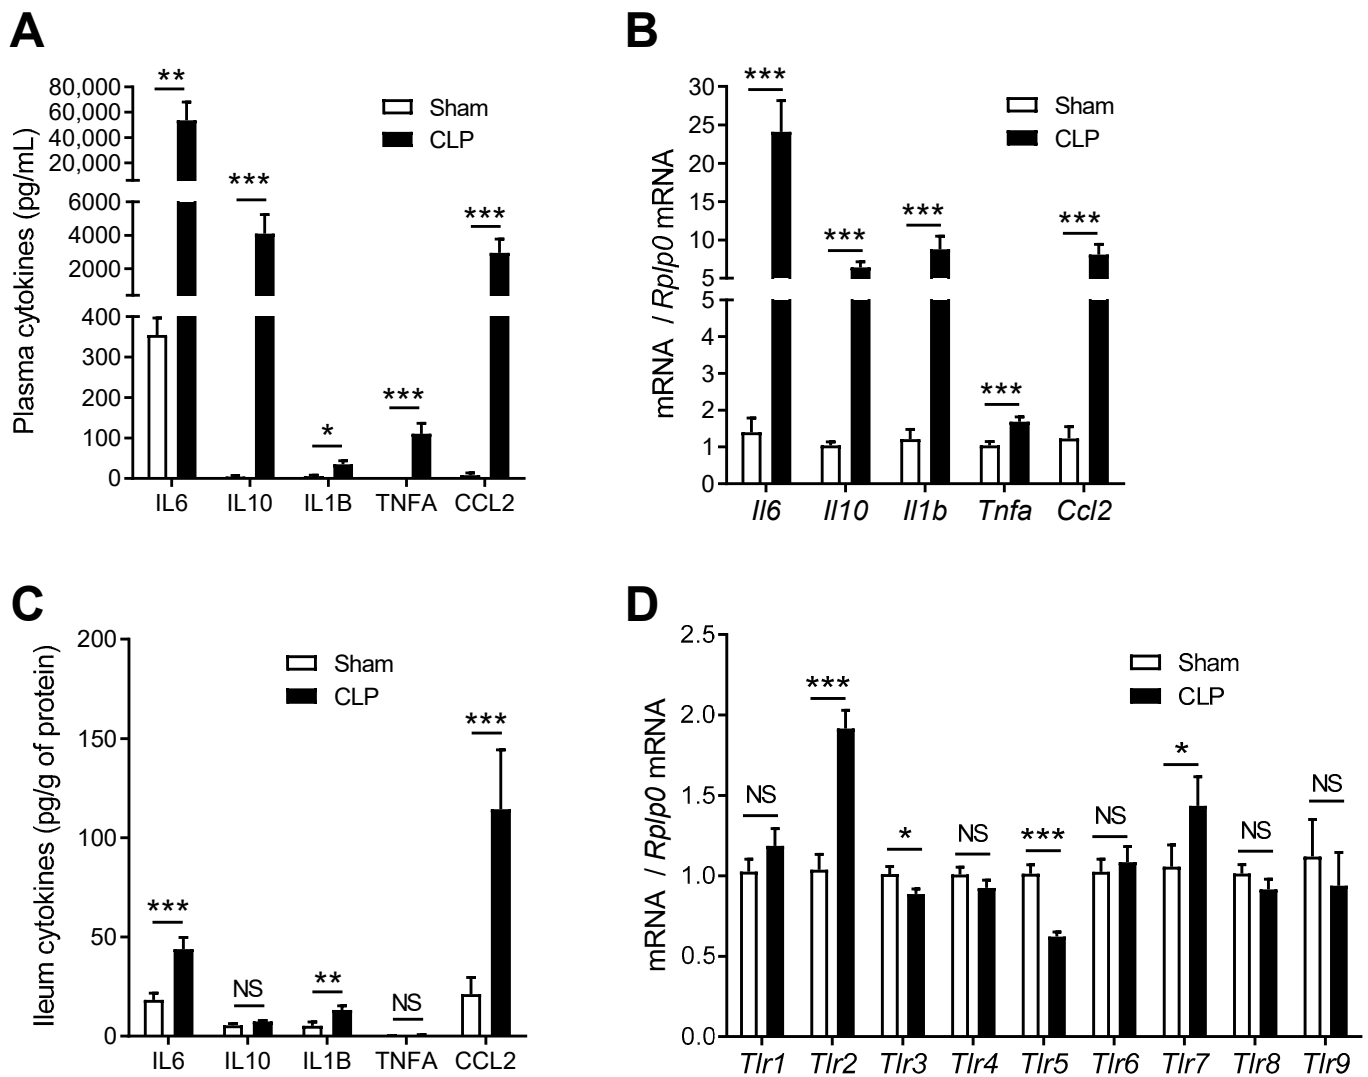 A
Plasma cytokines (pg/mL)
80,000
60,000
40,000
20,000
6000
4000
2000
400
300
200
100
0
Sham
CLP
**
***
*
***
***
IL6 IL10 IL1B TNFA CCL2
B
mRNA / Rplp0 mRNA
30
25
20
15
10
5
5
4
3
2
1
0
Sham
CLP
***
***
***
***
***
Il6 Il10 Il1b Tnfa Ccl2
C
Ileum cytokines (pg/g of protein)
200
150
100
50
0
Sham
CLP
***
NS
**
NS
***
IL6 IL10 IL1B TNFA CCL2
D
mRNA / Rplp0 mRNA
2.5
2.0
1.5
1.0
0.5
0.0
Sham
CLP
NS
***
*
NS
***
NS
*
NS
NS
Tlr1 Tlr2 Tlr3 Tlr4 Tlr5 Tlr6 Tlr7 Tlr8 Tlr9